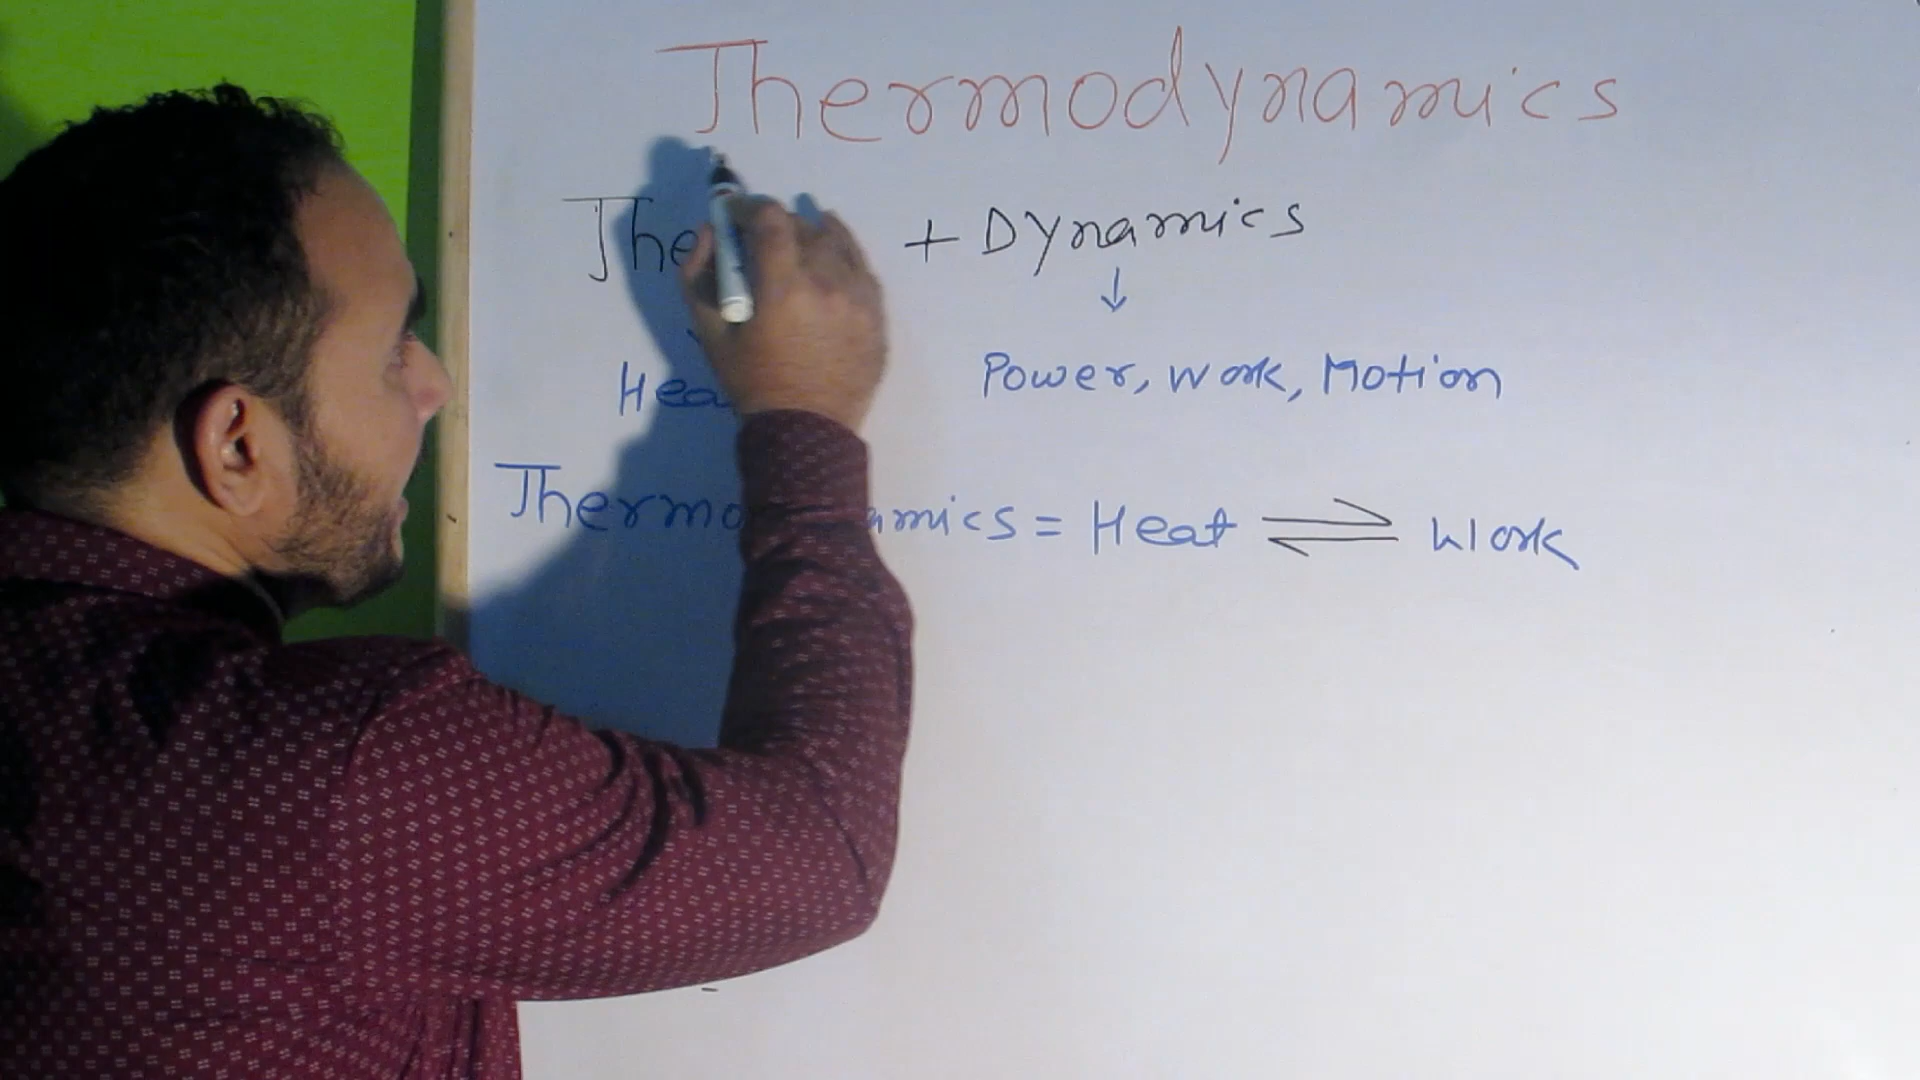 Thermodynamics
The + Dynamics
↓
Hea Power, Work, Motion
Thermo amics = Heat ⇌ Work